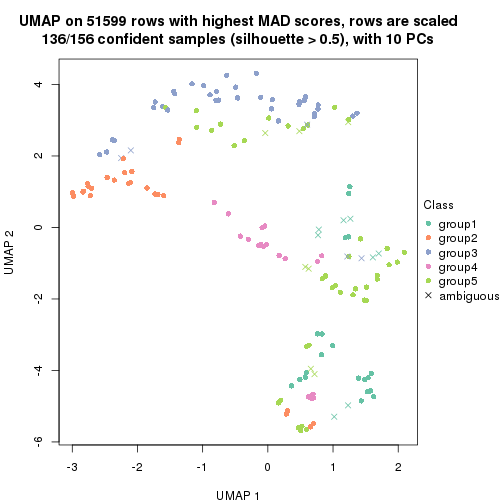 UMAP on 51599 rows with highest MAD scores, rows are scaled
136/156 confident samples (silhouette > 0.5), with 10 PCs
4
2
0
-2
-4
-6
UMAP 2
-3
-2
-1
0
1
2
UMAP 1
Class
group1
group2
group3
group4
group5
ambiguous